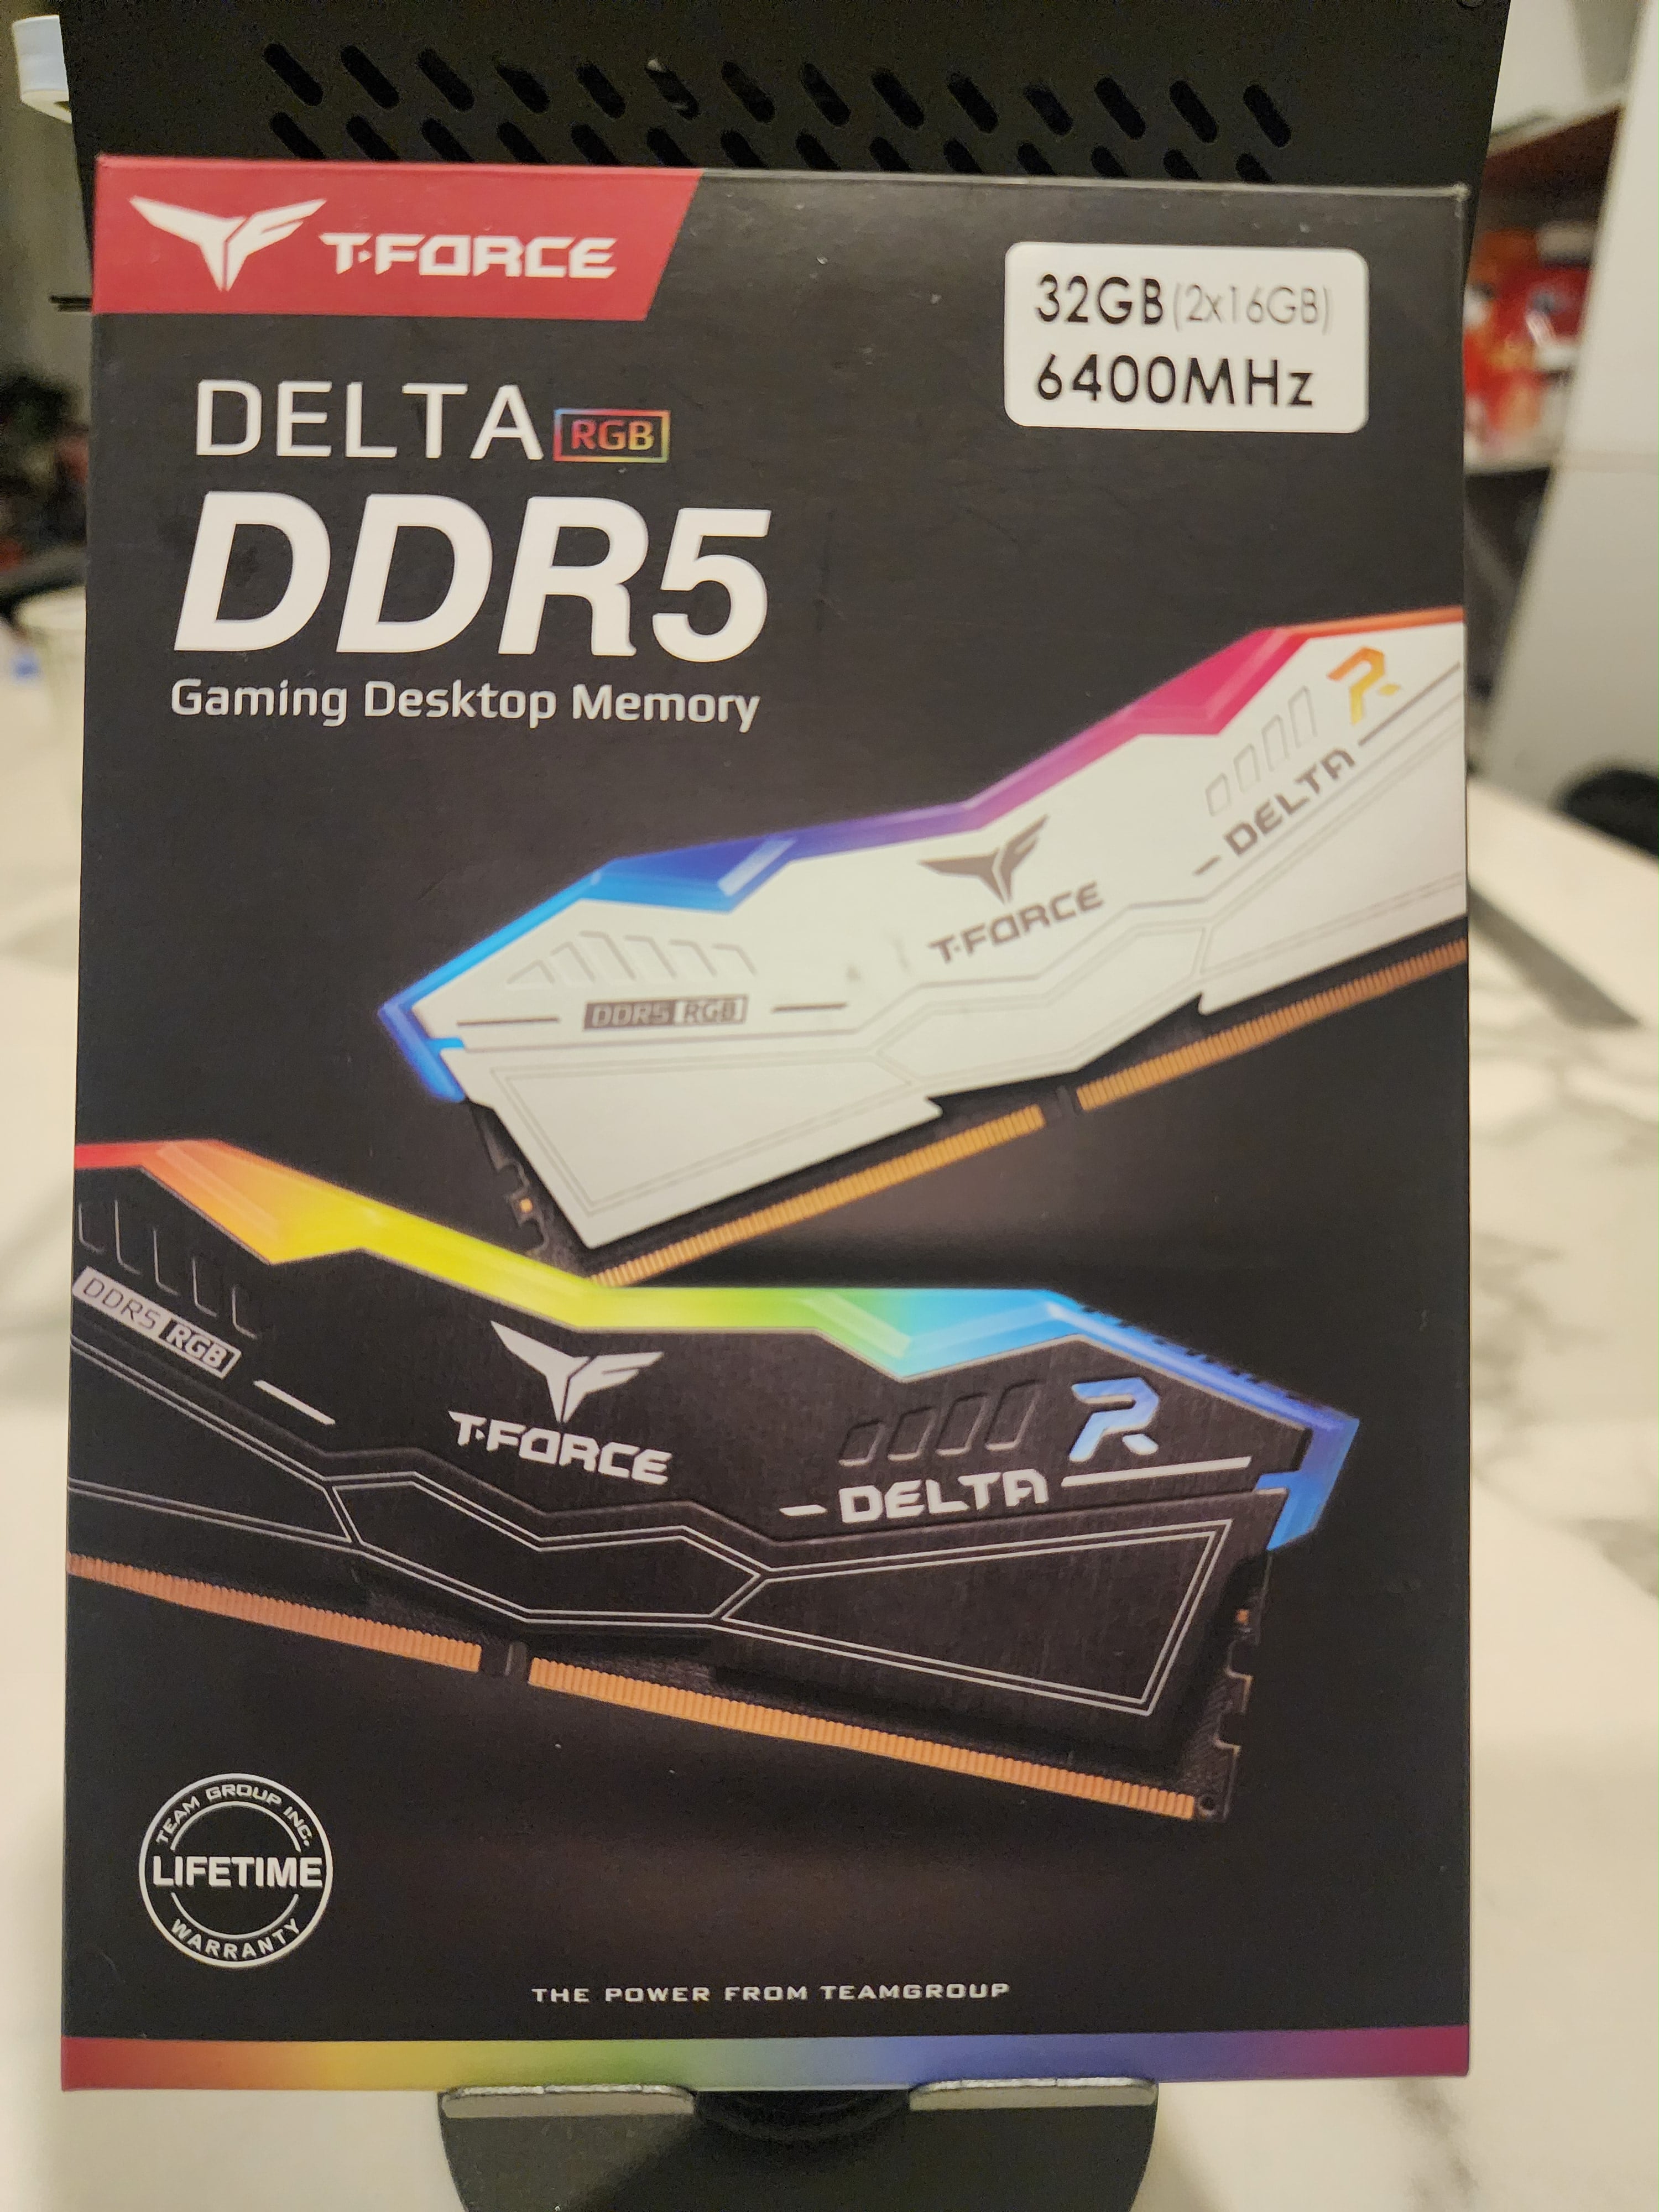 T-FORCE
32GB (2x16GB)
6400MHz
DELTA RGB
DDR5
Gaming Desktop Memory
DELTA
T-FORCE
DDR5 RGB
DDR5 RGB
T-FORCE
DELTA
TEAM GROUP INC.
LIFETIME
WARRANTY
THE POWER FROM TEAMGROUP